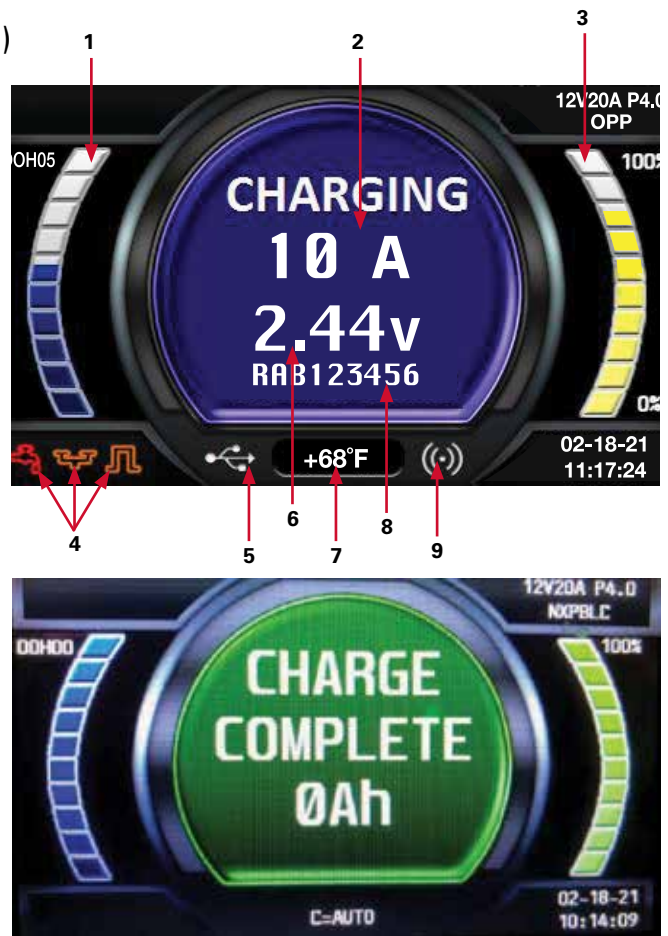 )
1
2
3
12V20A P4.0
OPP
0H05
100%
CHARGING
10 A
2.44v
RAB123456
0%
+68°F
02-18-21
11:17:24
4
5
6
7
8
9
12V20A P4.0
NXPBLC
00H00
100%
CHARGE
COMPLETE
0Ah
C=AUTO
02-18-21
10:14:09